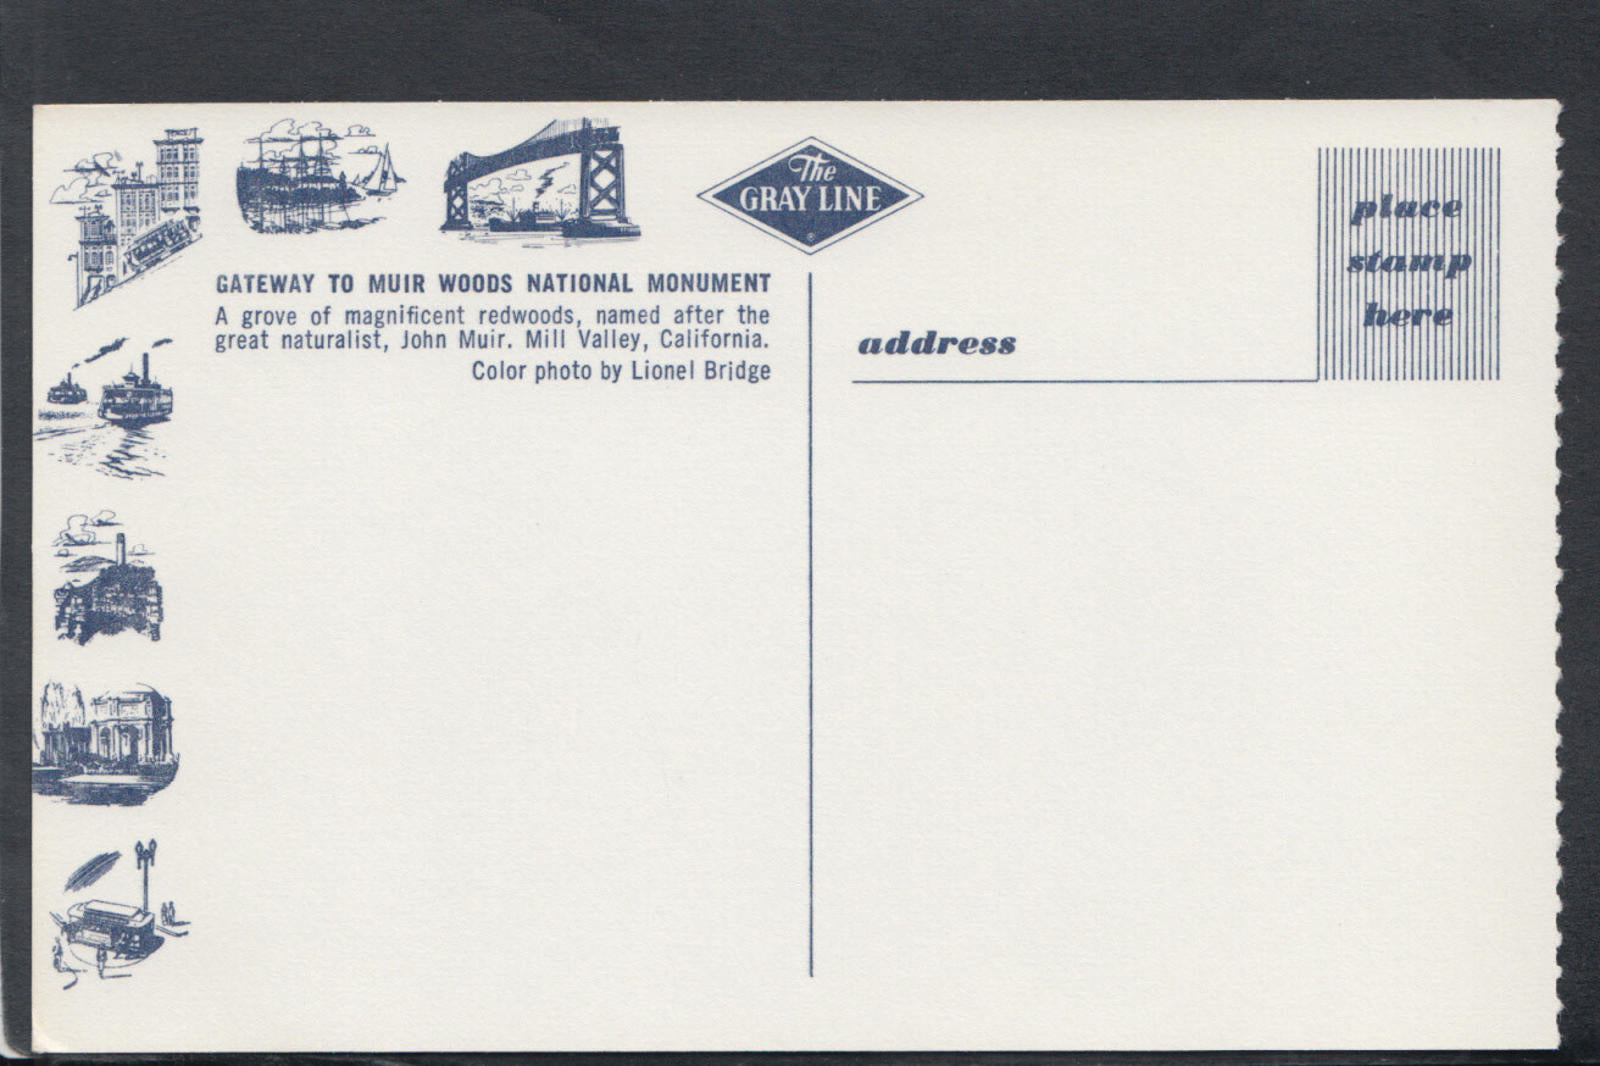 The
GRAY LINE
®
GATEWAY TO MUIR WOODS NATIONAL MONUMENT
A grove of magnificent redwoods, named after the
great naturalist, John Muir. Mill Valley, California.
Color photo by Lionel Bridge
address
place
stamp
here